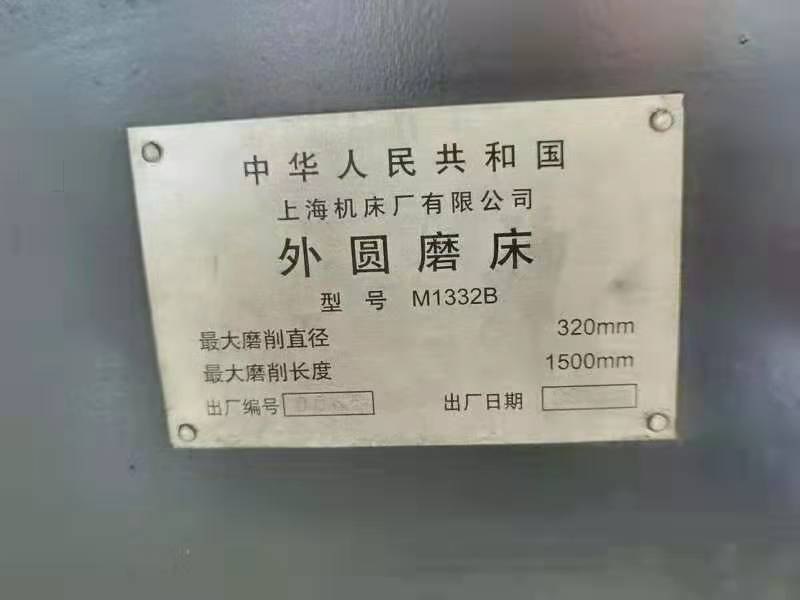 中华人民共和国
上海机床厂有限公司
外圆磨床
型号 M1332B
最大磨削直径 320mm
最大磨削长度 1500mm
出厂编号 出厂日期